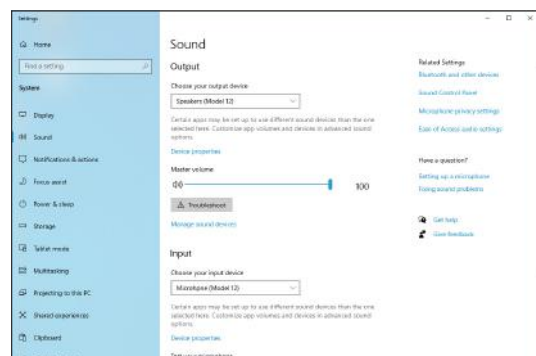 Settings
Home
Find a setting
System
Display
Sound
Notifications & actions
Focus assist
Power & sleep
Storage
Tablet mode
Multitasking
Projecting to this PC
Shared experiences
Clipboard
Sound
Output
Choose your output device
Speakers (Model 12)
Certain apps may be set up to use different sound devices than the one
selected here. Customize app volumes and devices in advanced sound
options.
Device properties
Master volume
100
Troubleshoot
Manage sound devices
Input
Choose your input device
Microphone (Model 12)
Certain apps may be set up to use different sound devices than the one
selected here. Customize app volumes and devices in advanced sound
options.
Device properties
Test your microphone
Related Settings
Bluetooth and other devices
Sound Control Panel
Microphone privacy settings
Ease of Access audio settings
Have a question?
Setting up a microphone
Fixing sound problems
Get help
Give feedback